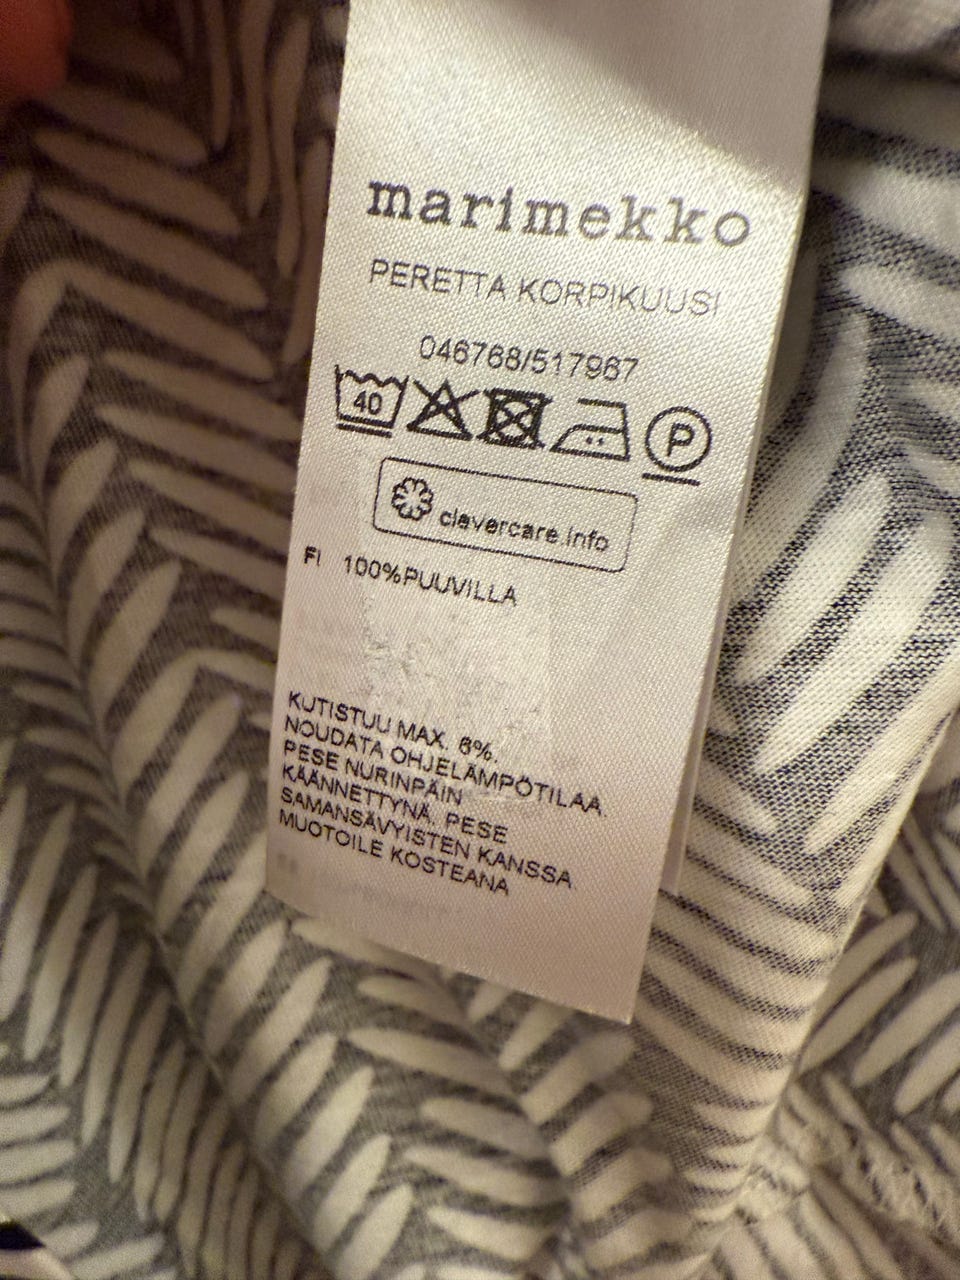 marimekko
PERETTA KORPIKUUSI
046768/517967
40 P
clevercare.info
FI 100%PUUVILLA
KUTISTUU MAX. 6%.
NOUDATA OHJELÄMPÖTILAA.
PESE NURINPÄIN
KÄÄNNETTYNÄ. PESE
SAMANSÄVYISTEN KANSSA.
MUOTOILE KOSTEANA